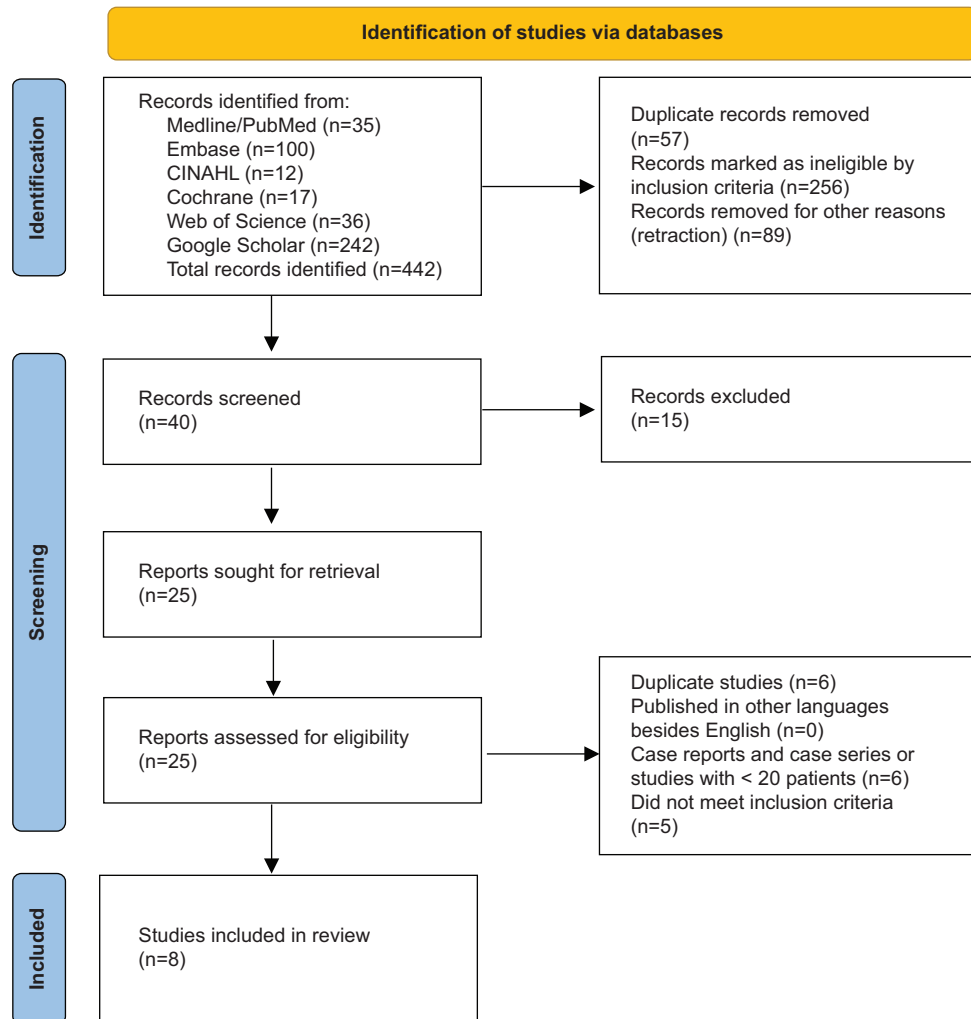 Identification of studies via databases
Identification
Records identified from:
Medline/PubMed (n=35)
Embase (n=100)
CINAHL (n=12)
Cochrane (n=17)
Web of Science (n=36)
Google Scholar (n=242)
Total records identified (n=442)
Duplicate records removed
(n=57)
Records marked as ineligible by
inclusion criteria (n=256)
Records removed for other reasons
(retraction) (n=89)
Screening
Records screened
(n=40)
Records excluded
(n=15)
Reports sought for retrieval
(n=25)
Reports assessed for eligibility
(n=25)
Duplicate studies (n=6)
Published in other languages
besides English (n=0)
Case reports and case series or
studies with < 20 patients (n=6)
Did not meet inclusion criteria
(n=5)
Included
Studies included in review
(n=8)